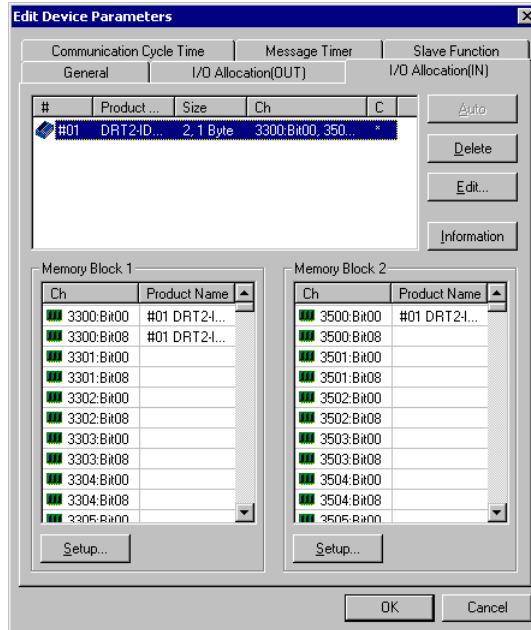 Edit Device Parameters
Communication Cycle Time Message Timer Slave Function
General I/O Allocation(OUT) I/O Allocation(IN)
# Product ... Size Ch C
#01 DRT2-ID... 2, 1 Byte 3300:Bit00, 350... *
Auto
Delete
Edit...
Information
Memory Block 1
Ch Product Name
3300:Bit00 #01 DRT2-I...
3300:Bit08 #01 DRT2-I...
3301:Bit00
3301:Bit08
3302:Bit00
3302:Bit08
3303:Bit00
3303:Bit08
3304:Bit00
3304:Bit08
3305:Bit00
Setup...
Memory Block 2
Ch Product Name
3500:Bit00 #01 DRT2-I...
3500:Bit08
3501:Bit00
3501:Bit08
3502:Bit00
3502:Bit08
3503:Bit00
3503:Bit08
3504:Bit00
3504:Bit08
3505:Bit00
Setup...
OK Cancel